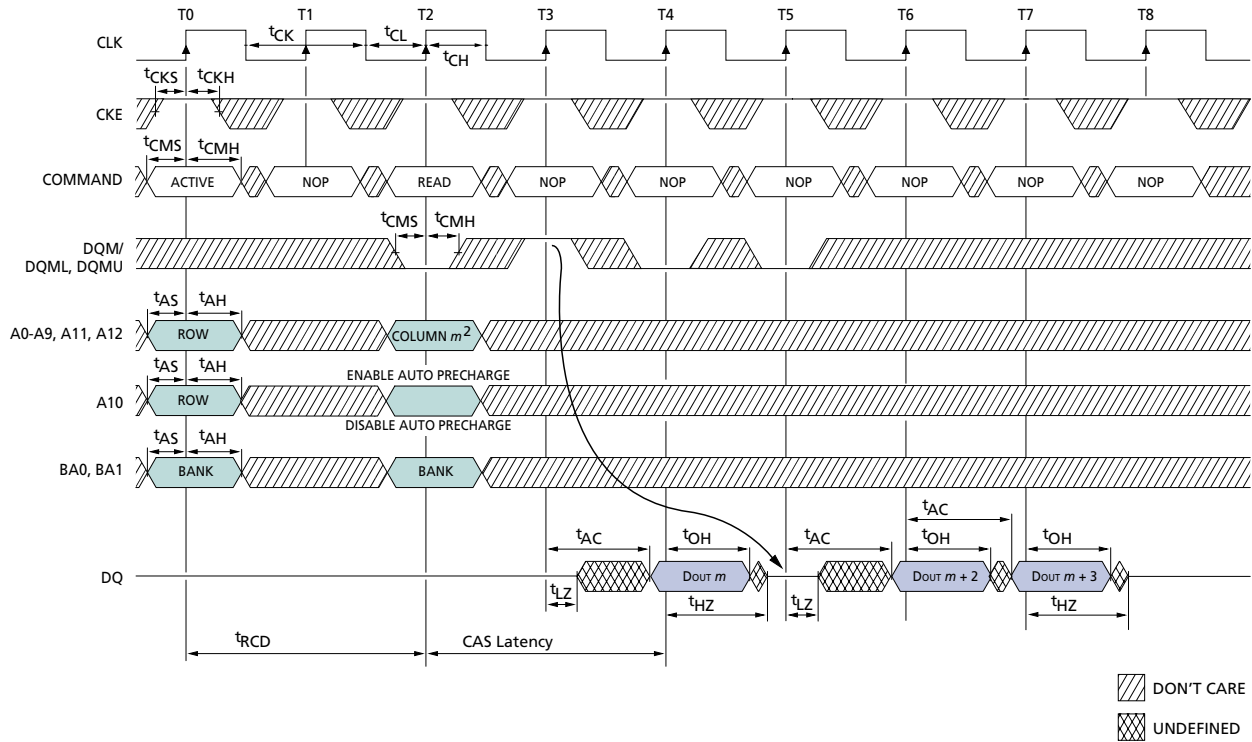 T0 T1 T2 T3 T4 T5 T6 T7 T8
CLK
tCK tCL
tCH
tCKS tCKH
CKE
tCMS tCMH
COMMAND ACTIVE NOP READ NOP NOP NOP NOP NOP NOP
tCMS tCMH
DQM/
DQML, DQMU
tAS tAH
A0-A9, A11, A12 ROW COLUMN m2
tAS tAH ENABLE AUTO PRECHARGE
A10 ROW
DISABLE AUTO PRECHARGE
tAS tAH
BA0, BA1 BANK BANK
tAC
tAC tOH tAC tOH tOH
DQ DOUT m DOUT m + 2 DOUT m + 3
tLZ tHZ tLZ tHZ
tRCD CAS Latency
DON'T CARE
UNDEFINED